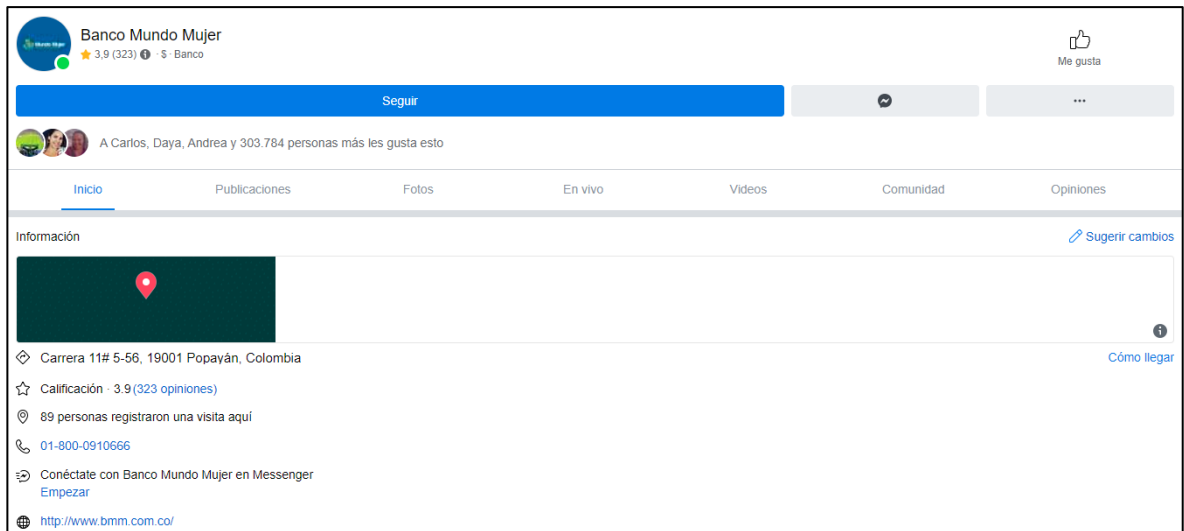 Banco Mundo Mujer
3,9 (323) · $ · Banco
Me gusta
Seguir
A Carlos, Daya, Andrea y 303.784 personas más les gusta esto
Inicio Publicaciones Fotos En vivo Videos Comunidad Opiniones
Información Sugerir cambios
Carrera 11# 5-56, 19001 Popayán, Colombia Cómo llegar
Calificación · 3.9 (323 opiniones)
89 personas registraron una visita aquí
01-800-0910666
Conéctate con Banco Mundo Mujer en Messenger
Empezar
http://www.bmm.com.co/